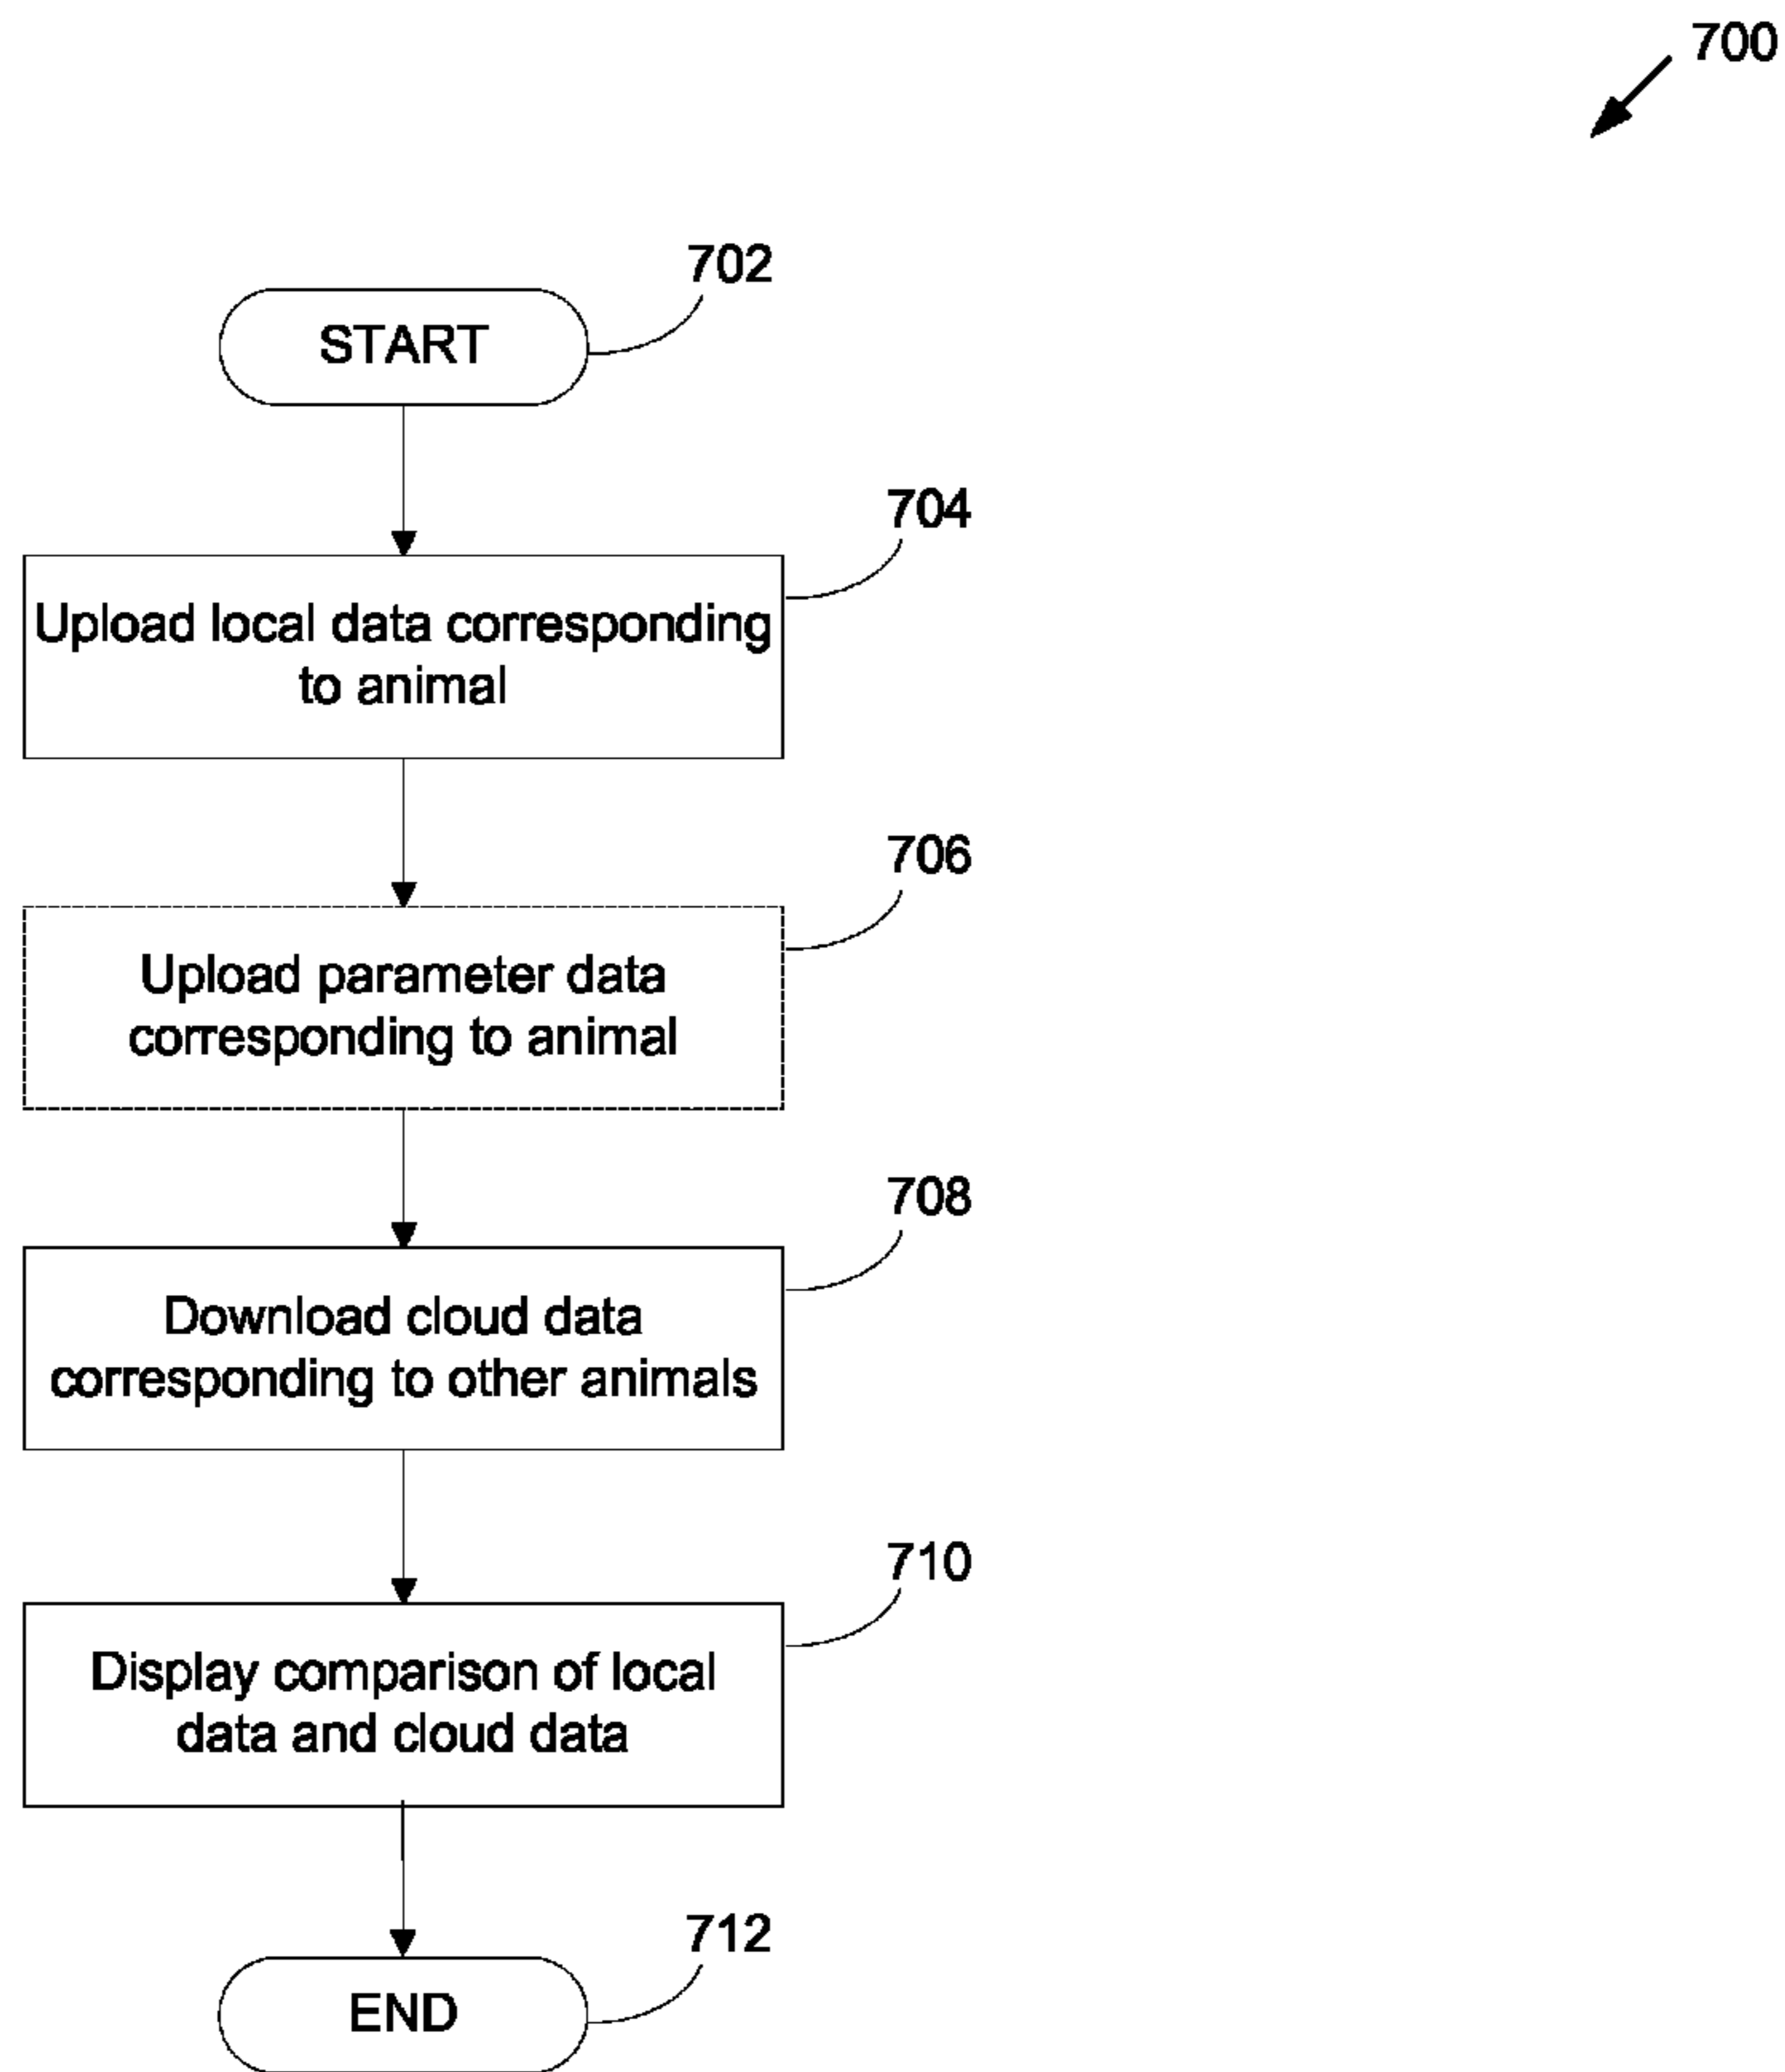 700
702
START
704
Upload local data corresponding
to animal
706
Upload parameter data
corresponding to animal
708
Download cloud data
corresponding to other animals
710
Display comparison of local
data and cloud data
712
END